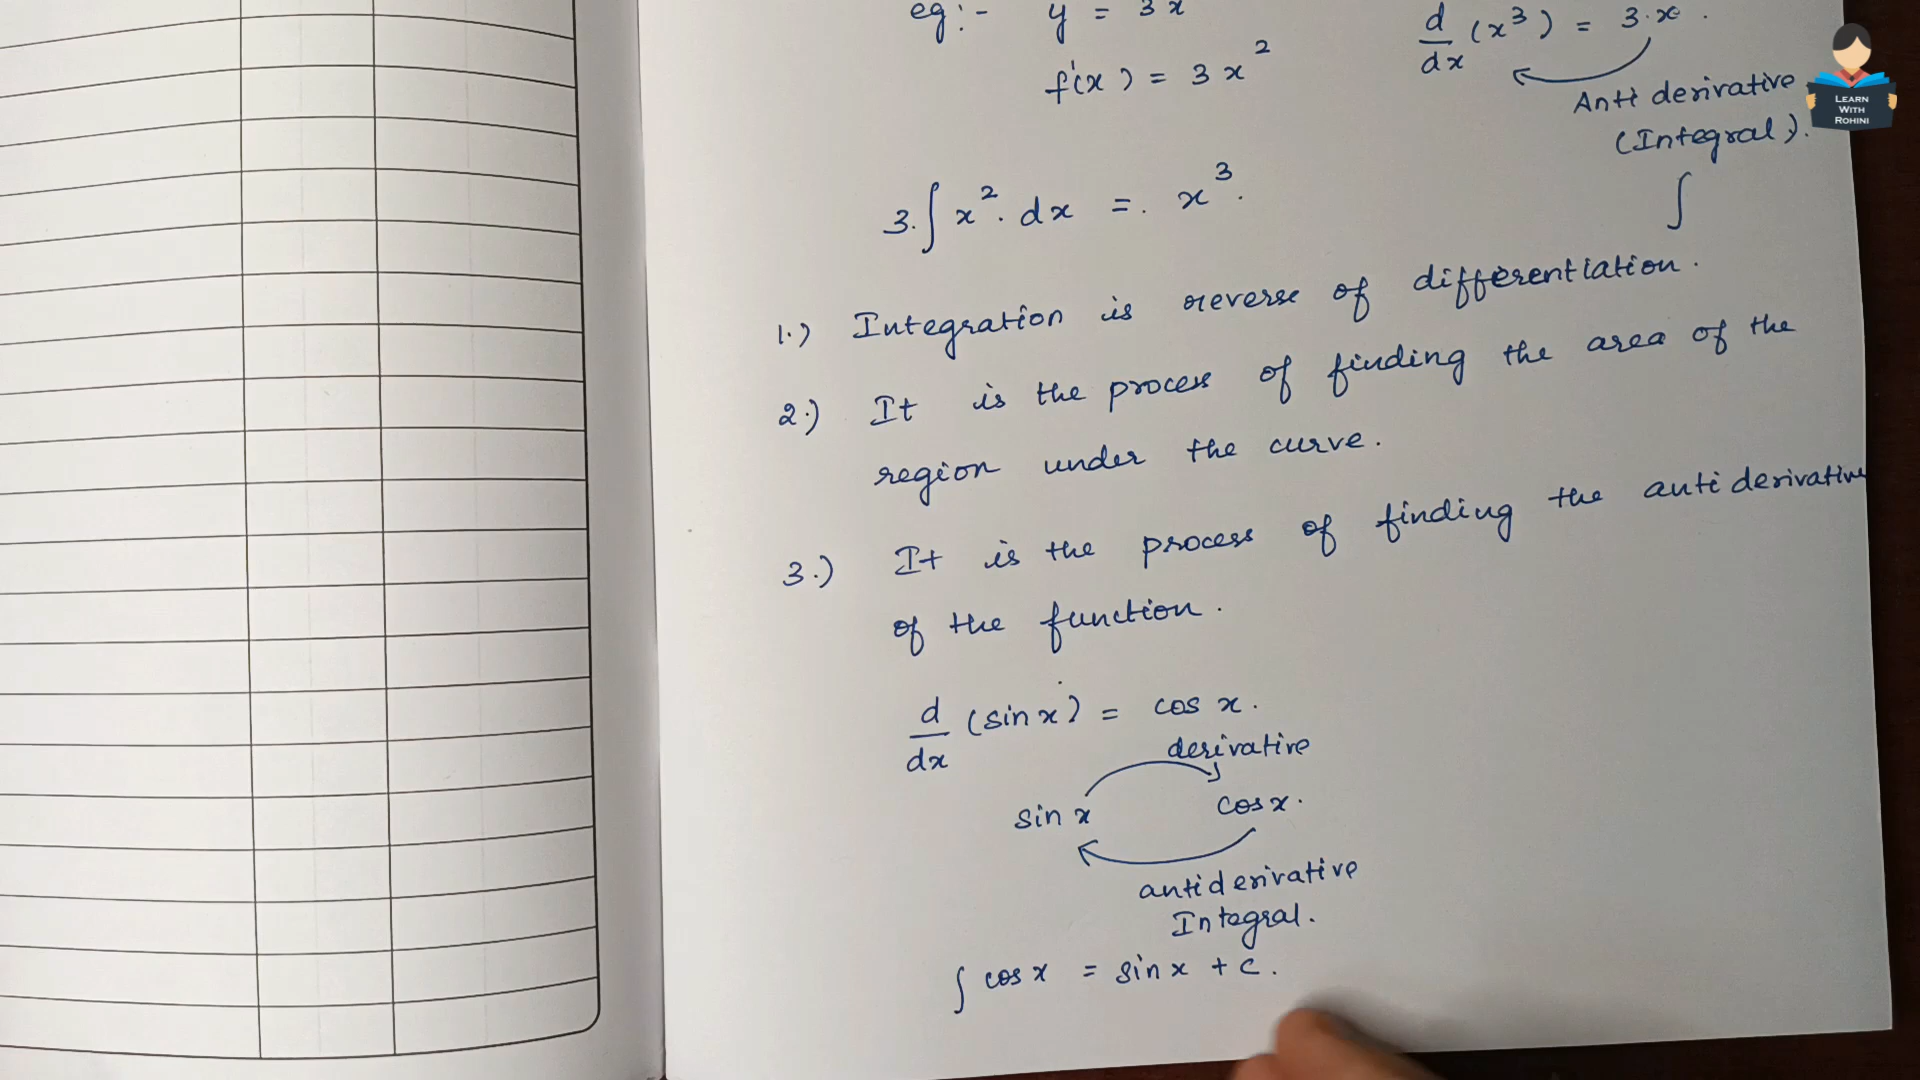 eg:- y = 3x
d/dx (x³) = 3·x.
f'(x) = 3x²
Anti derivative
(Integral).
∫
LEARN
WITH
ROHINI
3.∫ x². dx =. x³.
1.) Integration is reverse of differentiation.
2.) It is the process of finding the area of the
region under the curve.
3.) It is the process of finding the anti derivative
of the function.
d/dx (sin x) = cos x.
derivative
sin x cos x.
antiderivative
Integral.
∫ cos x = sin x + c.